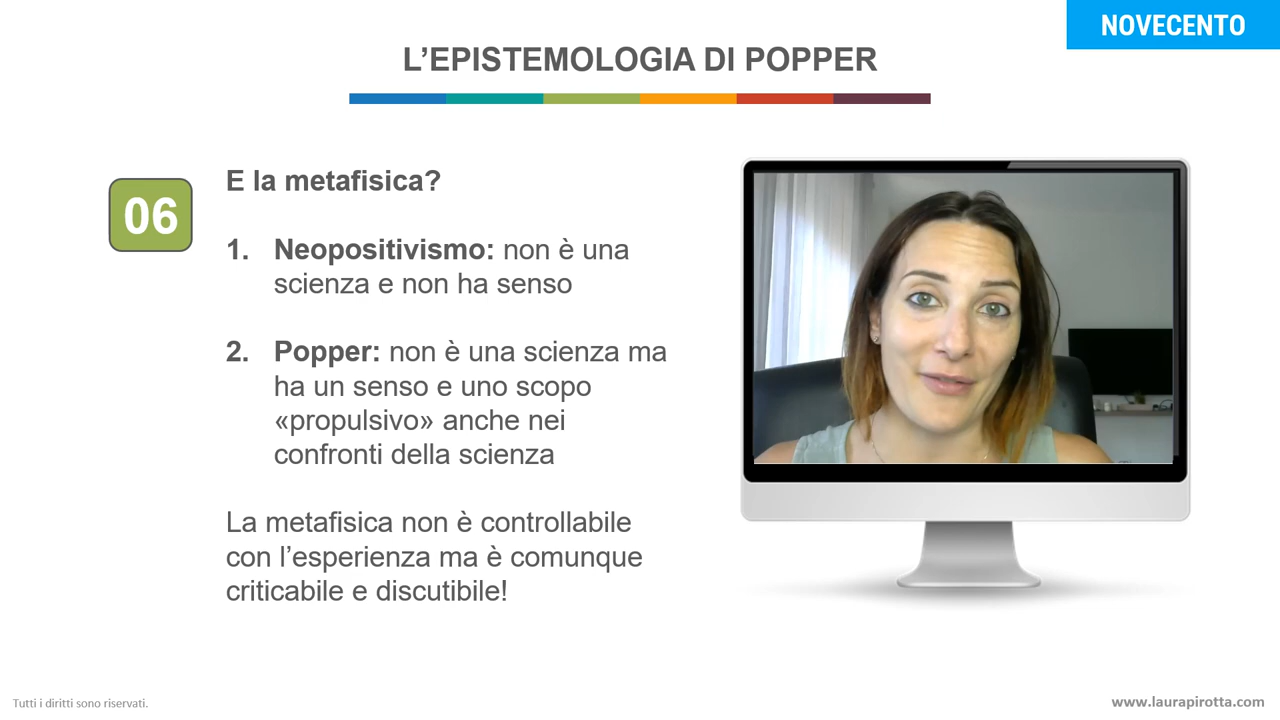 NOVECENTO
L’EPISTEMOLOGIA DI POPPER
06
E la metafisica?
1. Neopositivismo: non è una
scienza e non ha senso
2. Popper: non è una scienza ma
ha un senso e uno scopo
«propulsivo» anche nei
confronti della scienza
La metafisica non è controllabile
con l’esperienza ma è comunque
criticabile e discutibile!
Tutti i diritti sono riservati.
www.laurapirotta.com